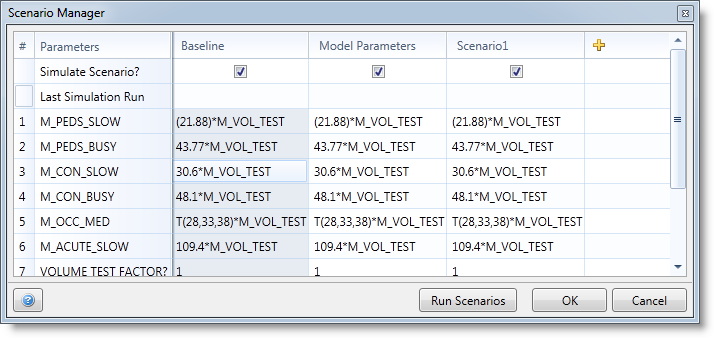 Scenario Manager
# Parameters Baseline Model Parameters Scenario1
Simulate Scenario?
Last Simulation Run
1 M_PEDS_SLOW (21.88)*M_VOL_TEST (21.88)*M_VOL_TEST (21.88)*M_VOL_TEST
2 M_PEDS_BUSY 43.77*M_VOL_TEST 43.77*M_VOL_TEST 43.77*M_VOL_TEST
3 M_CON_SLOW 30.6*M_VOL_TEST 30.6*M_VOL_TEST 30.6*M_VOL_TEST
4 M_CON_BUSY 48.1*M_VOL_TEST 48.1*M_VOL_TEST 48.1*M_VOL_TEST
5 M_OCC_MED T(28,33,38)*M_VOL_TEST T(28,33,38)*M_VOL_TEST T(28,33,38)*M_VOL_TEST
6 M_ACUTE_SLOW 109.4*M_VOL_TEST 109.4*M_VOL_TEST 109.4*M_VOL_TEST
7 VOLUME TEST FACTOR? 1 1 1
? Run Scenarios OK Cancel